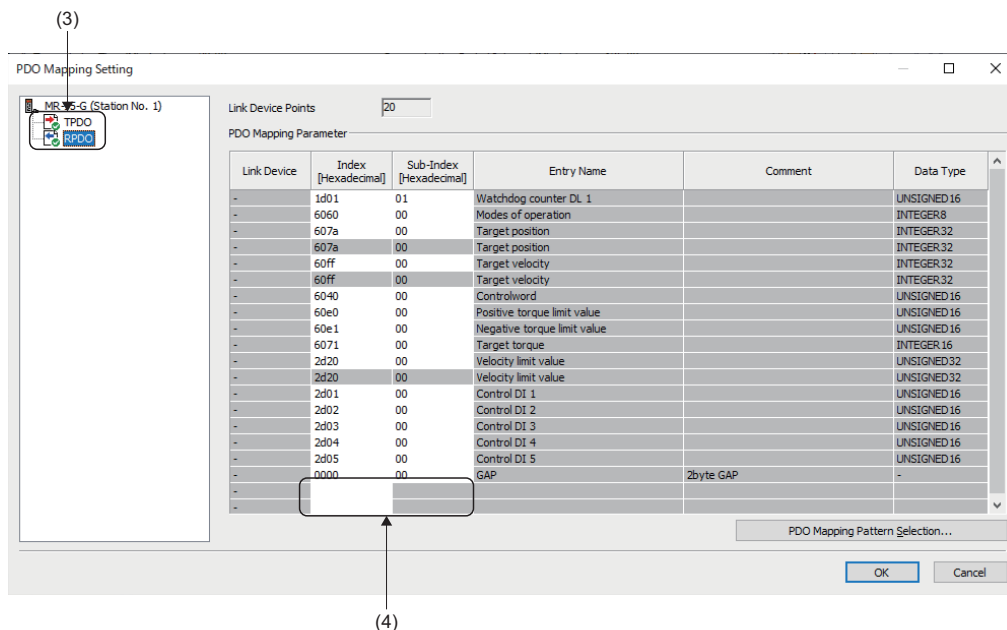 (3)
PDO Mapping Setting
MR-J5-G (Station No. 1)
TPDO
RPDO
Link Device Points 20
PDO Mapping Parameter
Link Device Index [Hexadecimal] Sub-Index [Hexadecimal] Entry Name Comment Data Type
- 1d01 01 Watchdog counter DL 1 UNSIGNED16
- 6060 00 Modes of operation INTEGER8
- 607a 00 Target position INTEGER32
- 607a 00 Target position INTEGER32
- 60ff 00 Target velocity INTEGER32
- 60ff 00 Target velocity INTEGER32
- 6040 00 Controlword UNSIGNED16
- 60e0 00 Positive torque limit value UNSIGNED16
- 60e1 00 Negative torque limit value UNSIGNED16
- 6071 00 Target torque INTEGER16
- 2d20 00 Velocity limit value UNSIGNED32
- 2d20 00 Velocity limit value UNSIGNED32
- 2d01 00 Control DI 1 UNSIGNED16
- 2d02 00 Control DI 2 UNSIGNED16
- 2d03 00 Control DI 3 UNSIGNED16
- 2d04 00 Control DI 4 UNSIGNED16
- 2d05 00 Control DI 5 UNSIGNED16
- 0000 00 GAP 2byte GAP -
-
-
PDO Mapping Pattern Selection...
OK Cancel
(4)